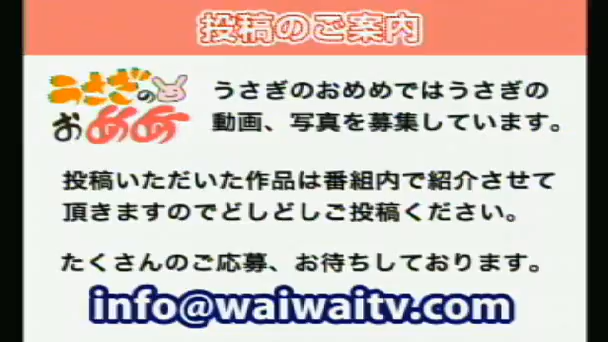 投稿のご案内
うさぎの
おめめ
うさぎのおめめではうさぎの
動画、写真を募集しています。
投稿いただいた作品は番組内で紹介させて
頂きますのでどしどしご投稿ください。
たくさんのご応募、お待ちしております。
info@waiwaitv.com